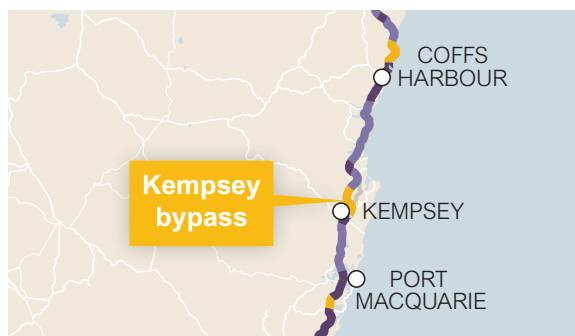 COFFS
HARBOUR
Kempsey
bypass
KEMPSEY
PORT
MACQUARIE